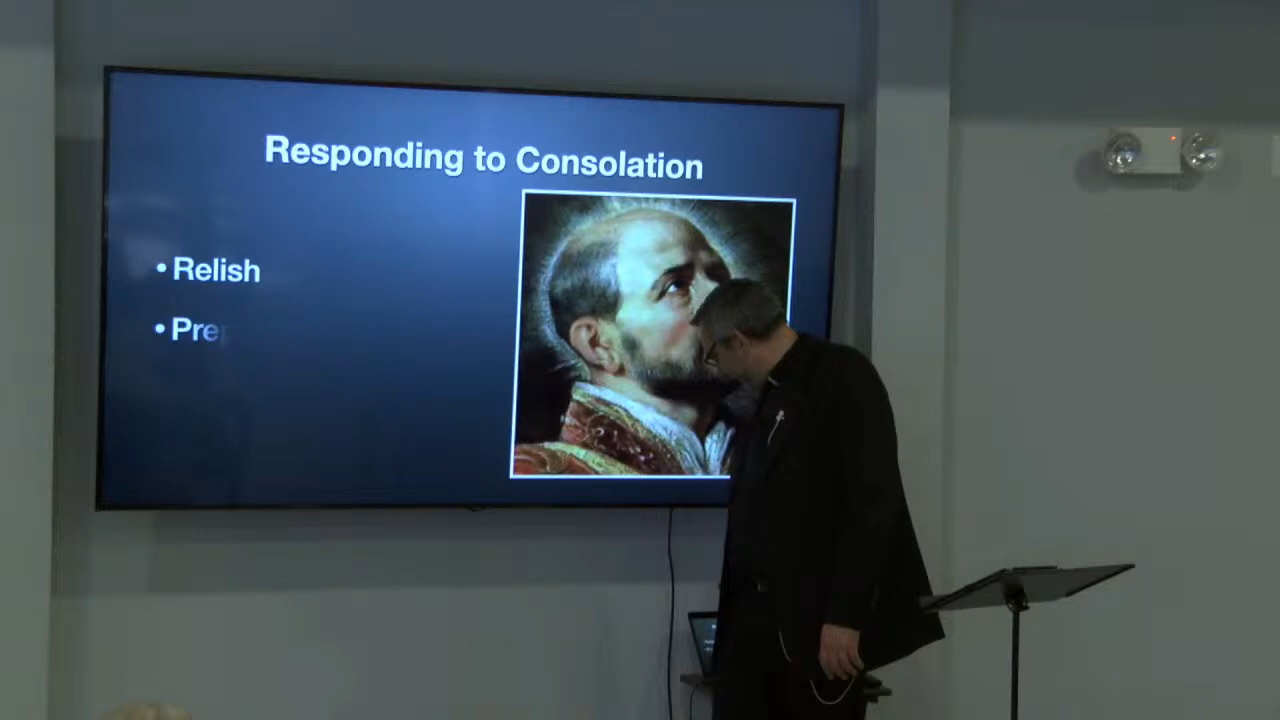 Responding to Consolation
• Relish
• Pre